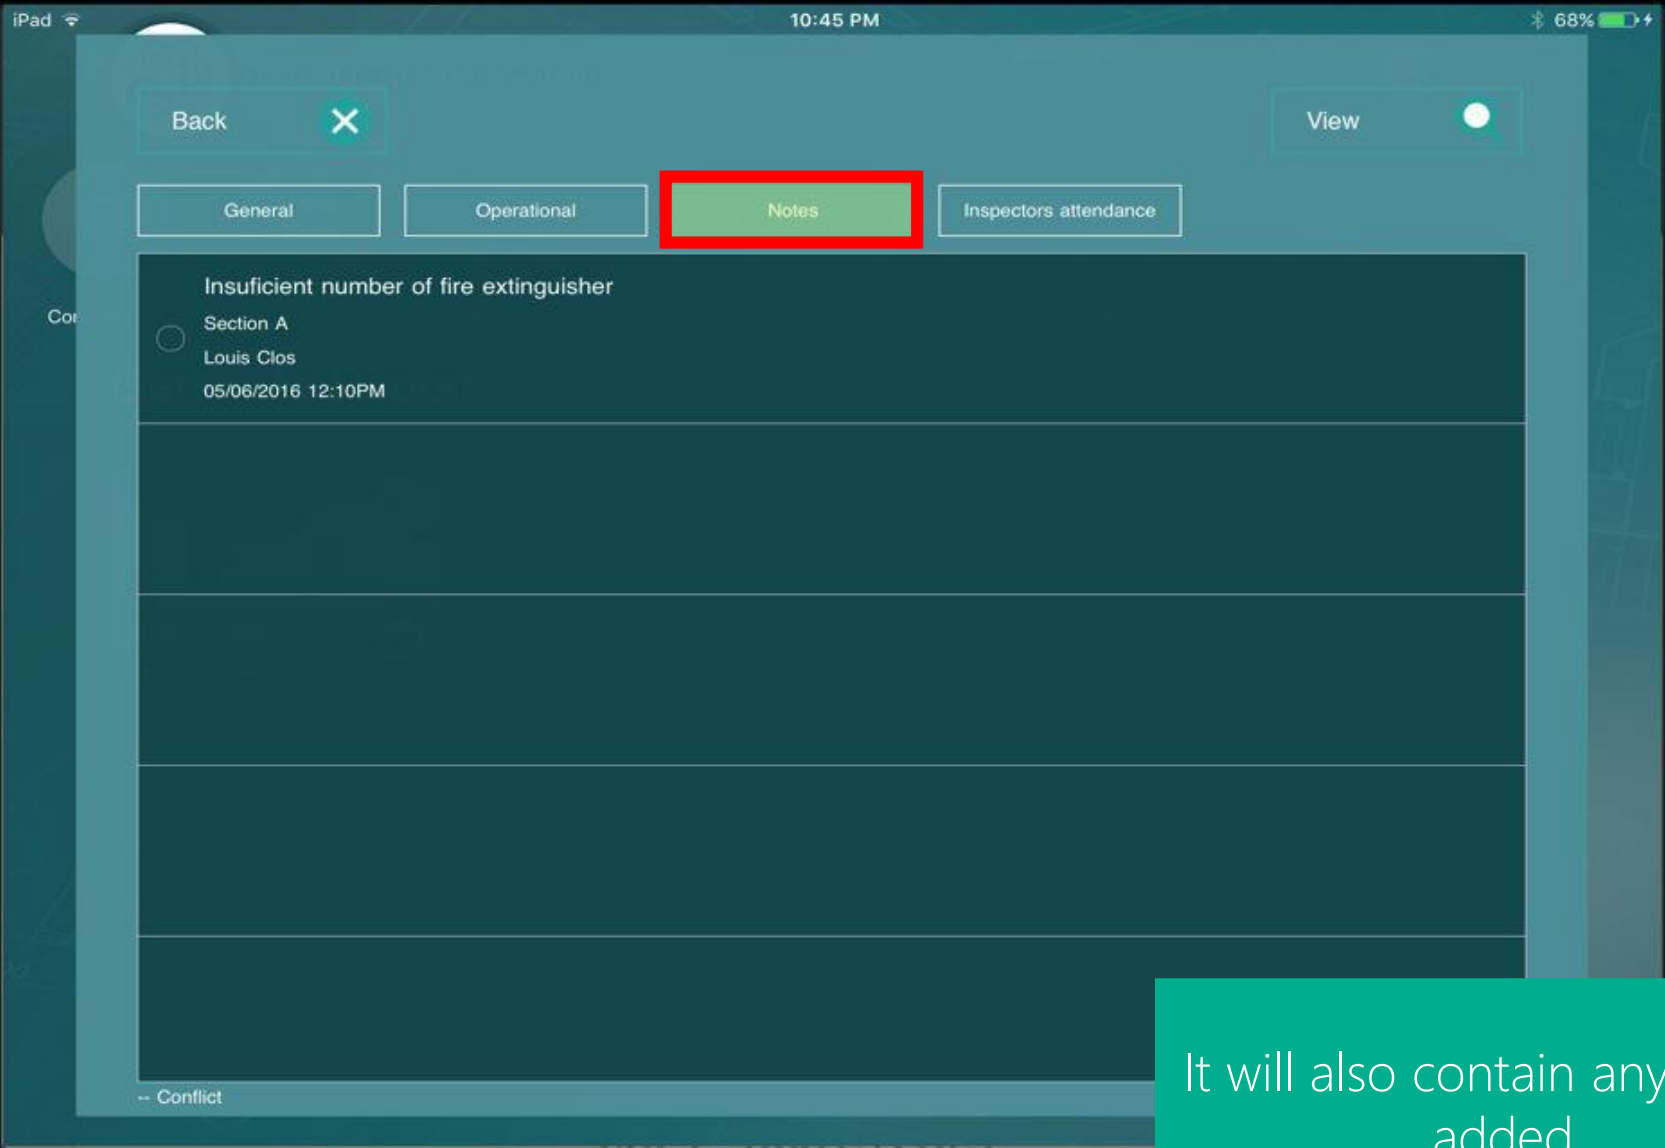 iPad 10:45 PM 68%
Back View
General Operational Notes Inspectors attendance
Insuficient number of fire extinguisher
Section A
Louis Clos
05/06/2016 12:10PM
-- Conflict
It will also contain any
added